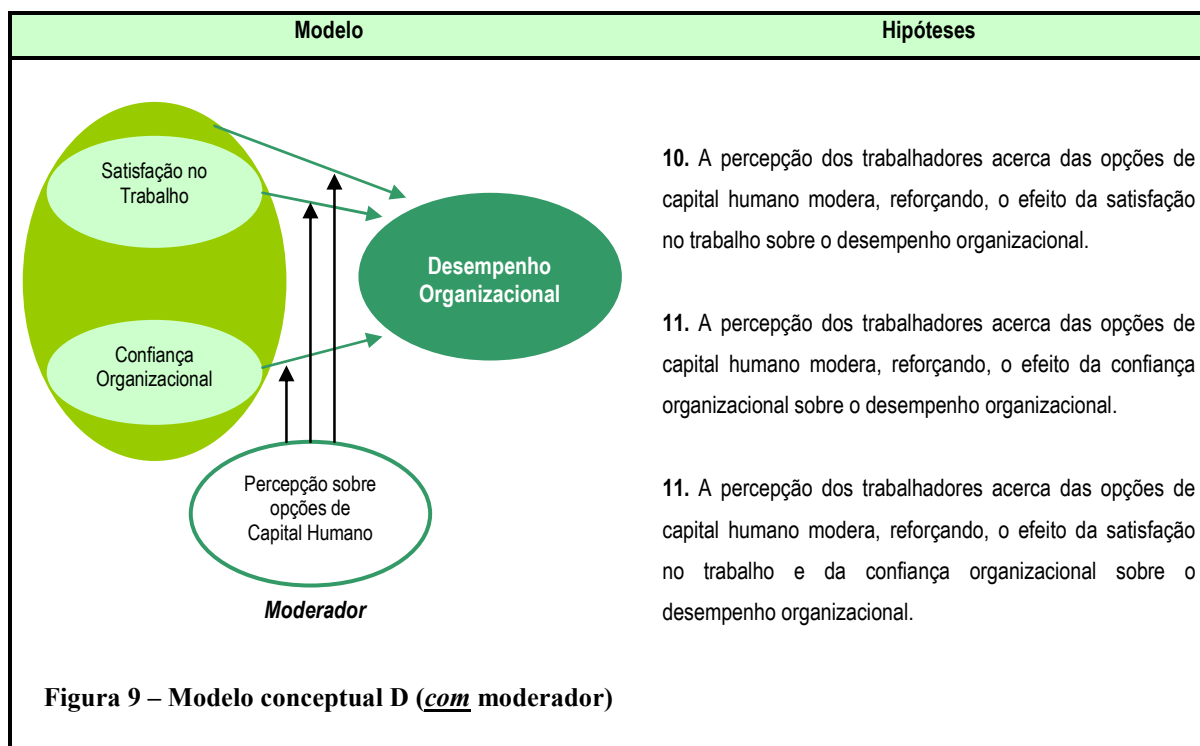 Modelo
Hipóteses
Satisfação no
Trabalho
Confiança
Organizacional
Desempenho
Organizacional
Percepção sobre
opções de
Capital Humano
Moderador
Figura 9 – Modelo conceptual D (com moderador)
10. A percepção dos trabalhadores acerca das opções de
capital humano modera, reforçando, o efeito da satisfação
no trabalho sobre o desempenho organizacional.
11. A percepção dos trabalhadores acerca das opções de
capital humano modera, reforçando, o efeito da confiança
organizacional sobre o desempenho organizacional.
11. A percepção dos trabalhadores acerca das opções de
capital humano modera, reforçando, o efeito da satisfação
no trabalho e da confiança organizacional sobre o
desempenho organizacional.